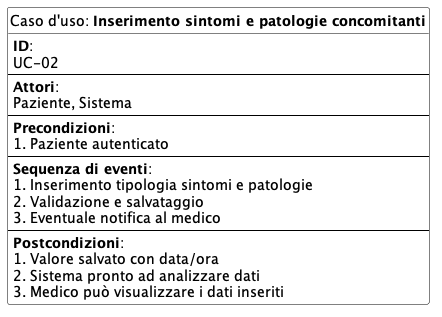 Caso d'uso: Inserimento sintomi e patologie concomitanti
ID:
UC-02
Attori:
Paziente, Sistema
Precondizioni:
1. Paziente autenticato
Sequenza di eventi:
1. Inserimento tipologia sintomi e patologie
2. Validazione e salvataggio
3. Eventuale notifica al medico
Postcondizioni:
1. Valore salvato con data/ora
2. Sistema pronto ad analizzare dati
3. Medico può visualizzare i dati inseriti